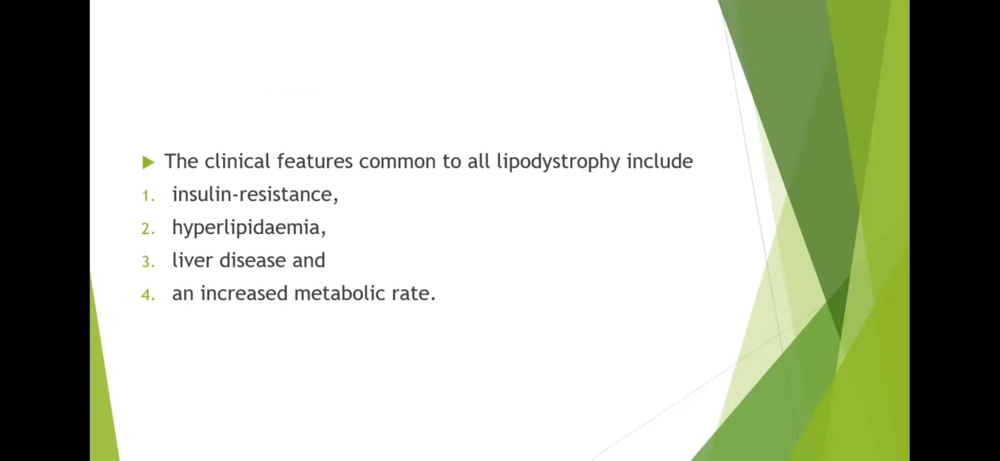 The clinical features common to all lipodystrophy include
1. insulin-resistance,
2. hyperlipidaemia,
3. liver disease and
4. an increased metabolic rate.